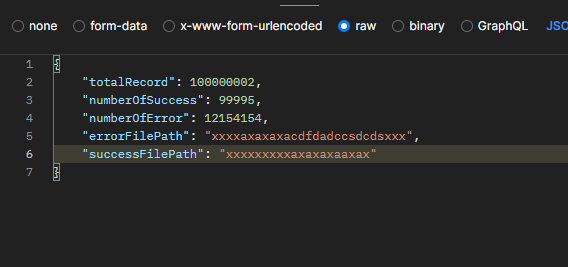 none form-data x-www-form-urlencoded raw binary GraphQL JSO
1 {
2 "totalRecord": 100000002,
3 "numberOfSuccess": 99995,
4 "numberOfError": 12154154,
5 "errorFilePath": "xxxxaxaxaxacdfdadccsdcdsxxx",
6 "successFilePath": "xxxxxxxxxaxaxaxaaxax"
7 }